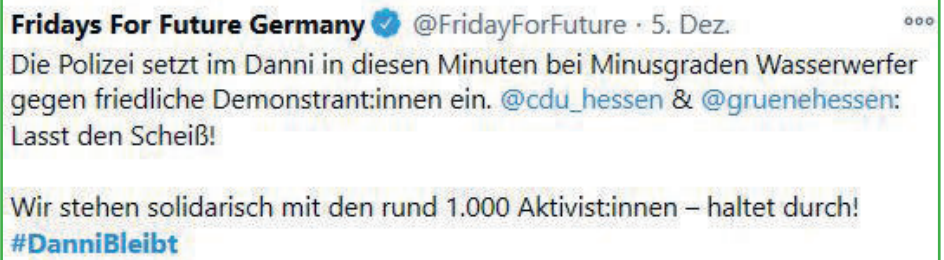 Fridays For Future Germany @FridayForFuture · 5. Dez.
Die Polizei setzt im Danni in diesen Minuten bei Minusgraden Wasserwerfer
gegen friedliche Demonstrant:innen ein. @cdu_hessen & @gruenehessen:
Lasst den Scheiß!
Wir stehen solidarisch mit den rund 1.000 Aktivist:innen – haltet durch!
#DanniBleibt